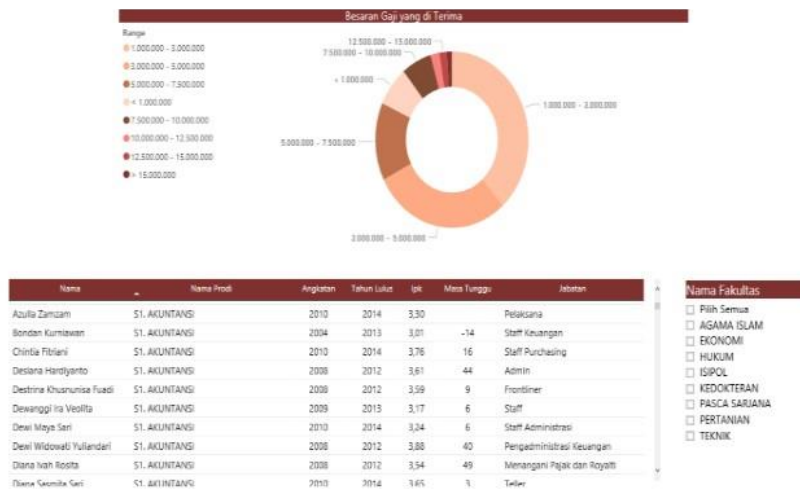 Besaran Gaji yang di Terima
Range
1.000.000 - 3.000.000
3.000.000 - 5.000.000
5.000.000 - 7.500.000
< 1.000.000
7.500.000 - 10.000.000
10.000.000 - 12.500.000
12.500.000 - 15.000.000
> 15.000.000
12.500.000 - 15.000.000
7.500.000 - 10.000.000
< 1.000.000
1.000.000 - 3.000.000
5.000.000 - 7.500.000
3.000.000 - 5.000.000
Nama Nama Prodi Angkatan Tahun Lulus Ipk Masa Tunggu Jabatan
Azulia Zamzam S1. AKUNTANSI 2010 2014 3,30 Pelaksana
Bondan Kurniawan S1. AKUNTANSI 2004 2013 3,01 -14 Staff Keuangan
Chintia Fitriani S1. AKUNTANSI 2010 2014 3,76 16 Staff Purchasing
Desiana Hardiyanto S1. AKUNTANSI 2008 2012 3,61 44 Admin
Destrina Khusnunisa Fuadi S1. AKUNTANSI 2008 2012 3,59 9 Frontliner
Dewanggi Ira Veolita S1. AKUNTANSI 2009 2013 3,17 6 Staff
Dewi Maya Sari S1. AKUNTANSI 2010 2014 3,24 6 Staff Administrasi
Dewi Widowati Yuliandari S1. AKUNTANSI 2008 2012 3,88 40 Pengadministrasi Keuangan
Diana Ivah Rosita S1. AKUNTANSI 2008 2012 3,54 49 Menangani Pajak dan Royalti
Diana Sasmita Sari S1. AKUNTANSI 2010 2014 3,65 3 Teller
Nama Fakultas
Pilih Semua
AGAMA ISLAM
EKONOMI
HUKUM
ISIPOL
KEDOKTERAN
PASCA SARJANA
PERTANIAN
TEKNIK